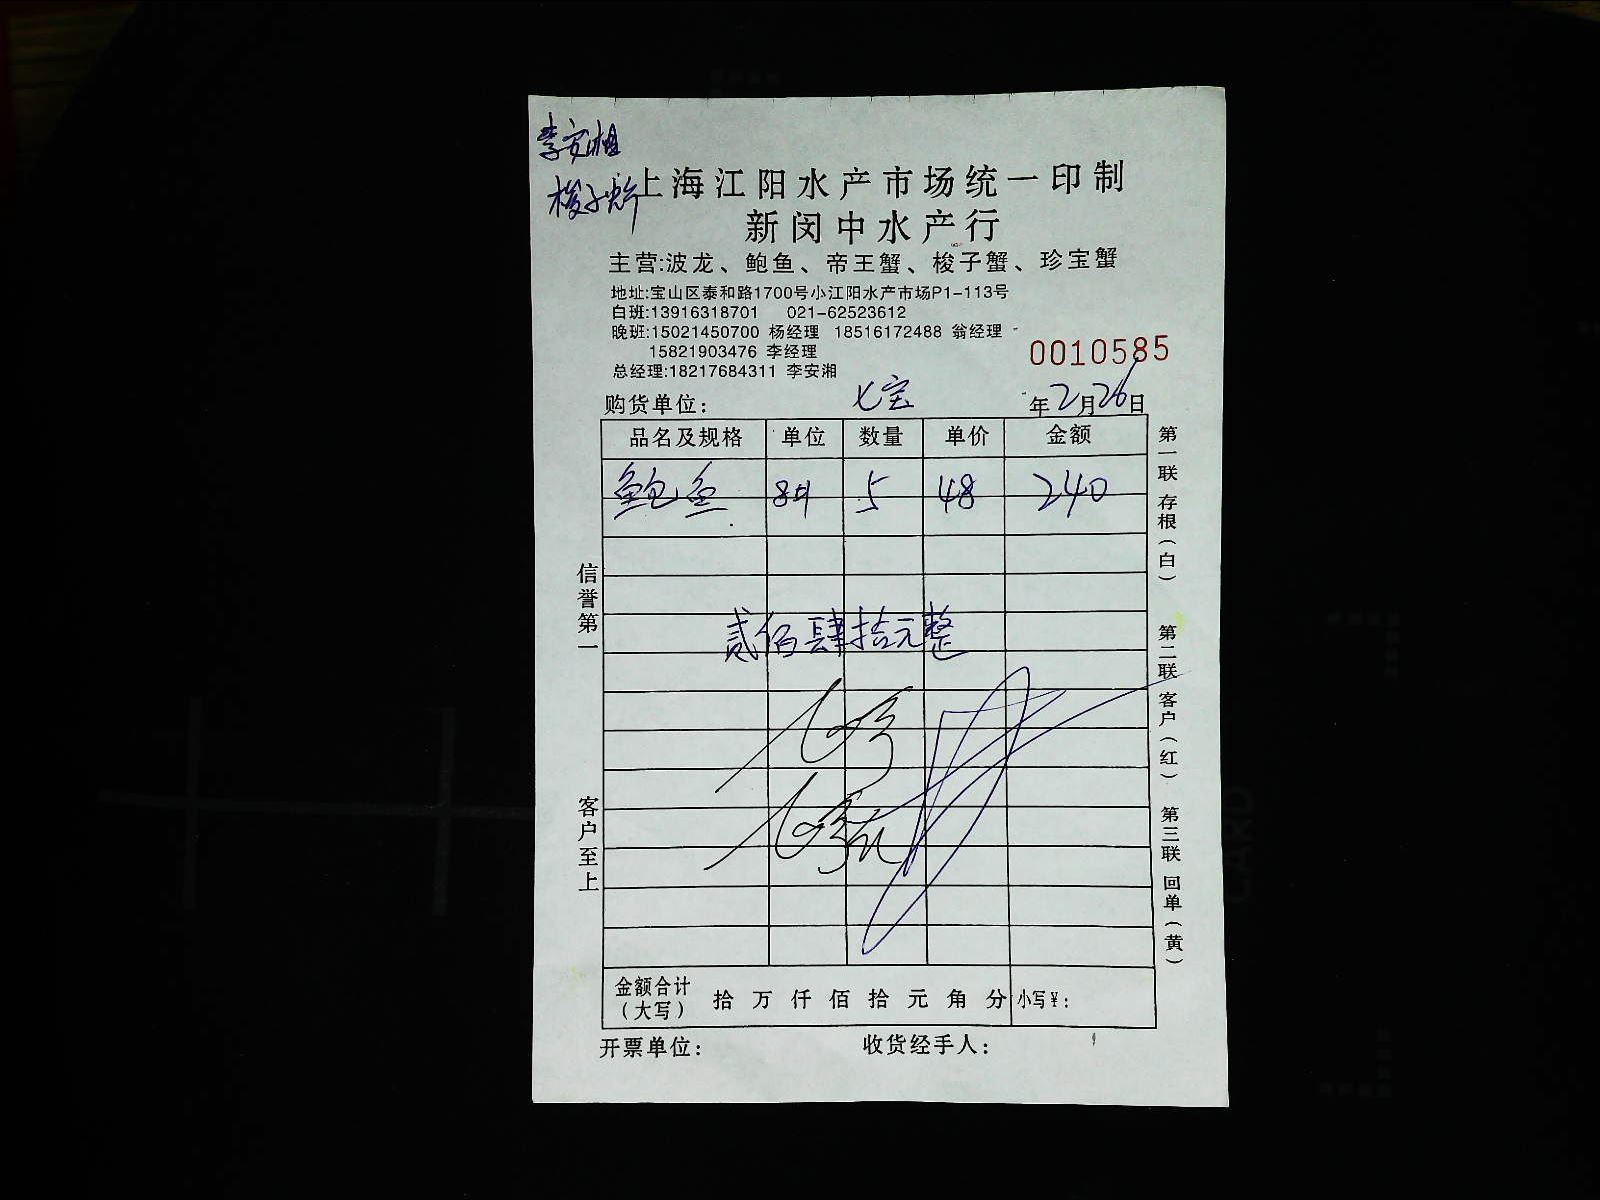 李安湘
梭子蟹
上海江阳水产市场统一印制
新闵中水产行
主营:波龙、鲍鱼、帝王蟹、梭子蟹、珍宝蟹
地址:宝山区泰和路1700号小江阳水产市场P1-113号
白班:13916318701 021-62523612
晚班:15021450700 杨经理 18516172488 翁经理
15821903476 李经理
0010585
总经理:18217684311 李安湘
购货单位: 七宝 年2月26日
品名及规格 单位 数量 单价 金额
鲍鱼 8 5 48 240
贰佰肆拾元整
金额合计(大写) 拾 万 仟 佰 拾 元 角 分 小写¥:
开票单位: 收货经手人:
信誉第一
客户至上
第一联 存根(白)
第二联 客户(红)
第三联 回单(黄)